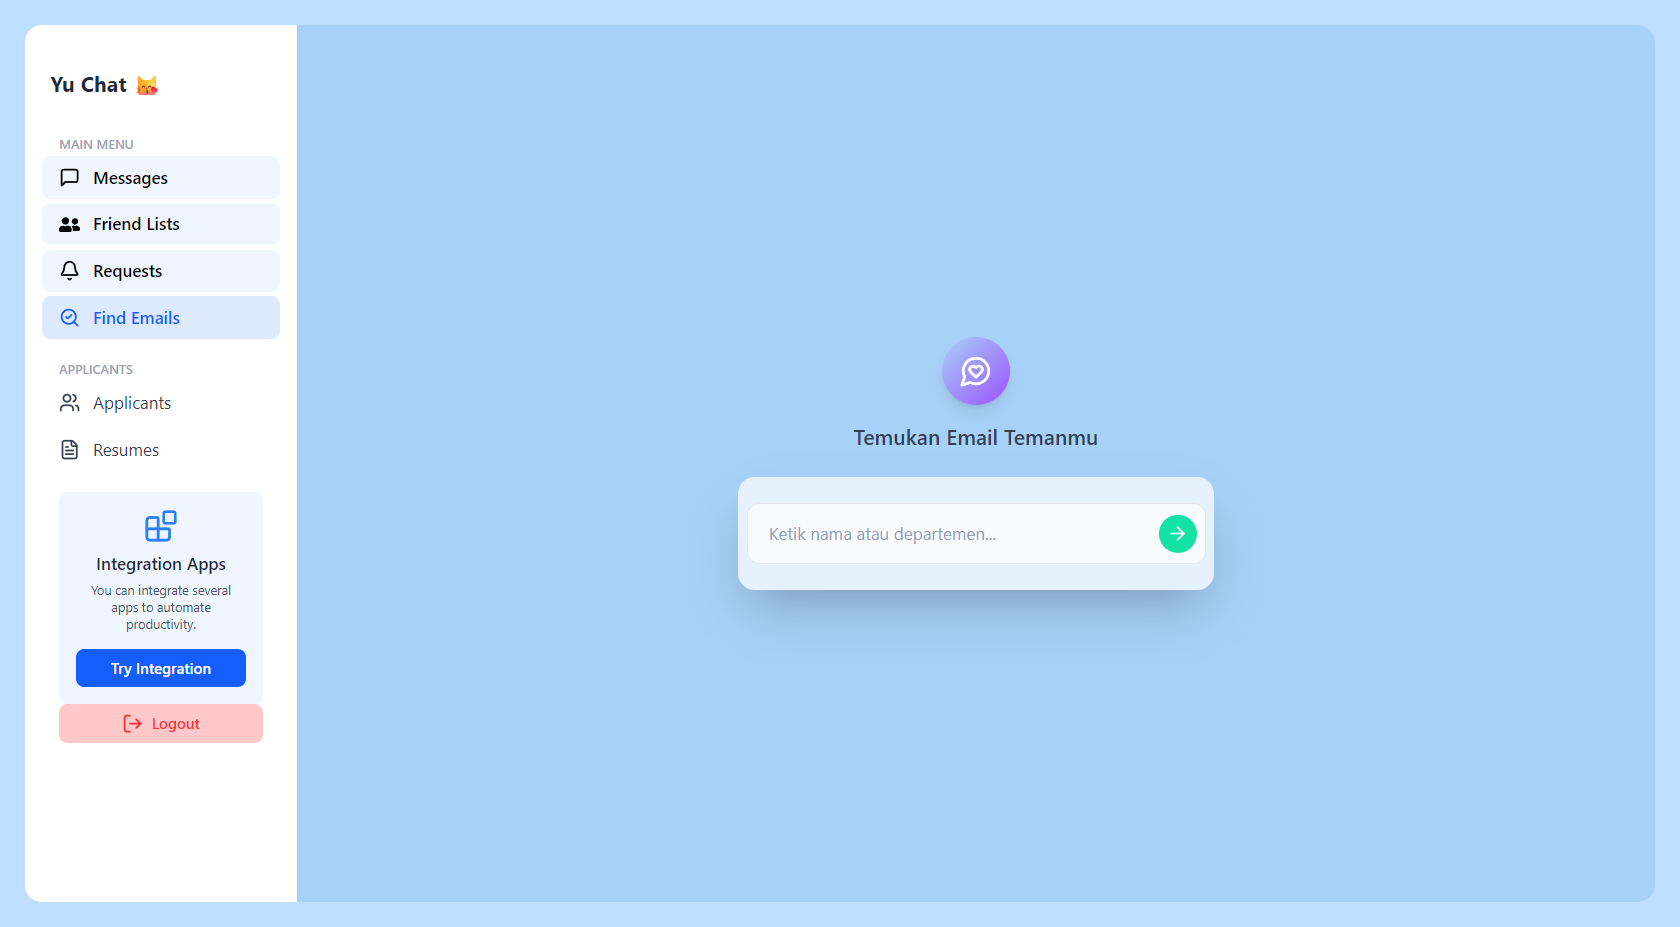 Yu Chat 😽
MAIN MENU
Messages
Friend Lists
Requests
Find Emails
APPLICANTS
Applicants
Resumes
Integration Apps
You can integrate several
apps to automate
productivity.
Try Integration
Logout
Temukan Email Temanmu
Ketik nama atau departemen...